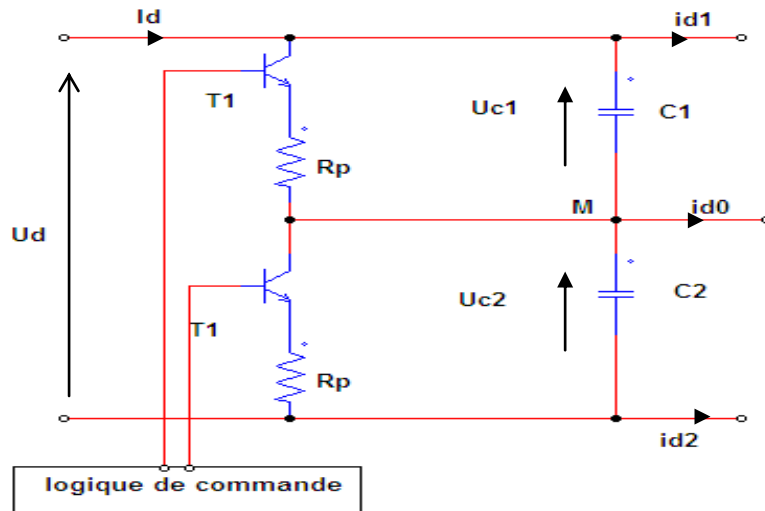 Id
id1
T1
Uc1
C1
Rp
M
id0
Ud
Uc2
C2
T1
Rp
id2
logique de commande